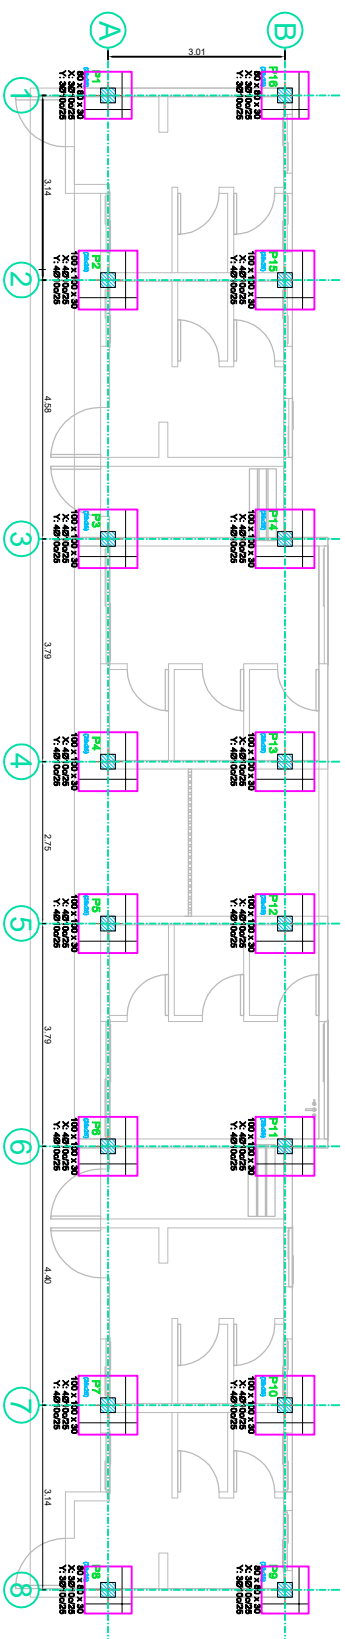 B
P16
80 x 80 x 30
X: 3Ø10c/25
Y: 3Ø10c/25
P15
100 x 100 x 30
X: 4Ø10c/25
Y: 4Ø10c/25
P14
100 x 100 x 30
X: 4Ø10c/25
Y: 4Ø10c/25
P13
100 x 100 x 30
X: 4Ø10c/25
Y: 4Ø10c/25
P12
100 x 100 x 30
X: 4Ø10c/25
Y: 4Ø10c/25
P11
100 x 100 x 30
X: 4Ø10c/25
Y: 4Ø10c/25
P10
100 x 100 x 30
X: 4Ø10c/25
Y: 4Ø10c/25
P9
80 x 80 x 30
X: 3Ø10c/25
Y: 3Ø10c/25
3.01
A
P1
80 x 80 x 30
X: 3Ø10c/25
Y: 3Ø10c/25
P2
100 x 100 x 30
X: 4Ø10c/25
Y: 4Ø10c/25
P3
100 x 100 x 30
X: 4Ø10c/25
Y: 4Ø10c/25
P4
100 x 100 x 30
X: 4Ø10c/25
Y: 4Ø10c/25
P5
100 x 100 x 30
X: 4Ø10c/25
Y: 4Ø10c/25
P6
100 x 100 x 30
X: 4Ø10c/25
Y: 4Ø10c/25
P7
100 x 100 x 30
X: 4Ø10c/25
Y: 4Ø10c/25
P8
80 x 80 x 30
X: 3Ø10c/25
Y: 3Ø10c/25
3.14
4.58
3.79
2.75
3.79
4.40
3.14
1
2
3
4
5
6
7
8